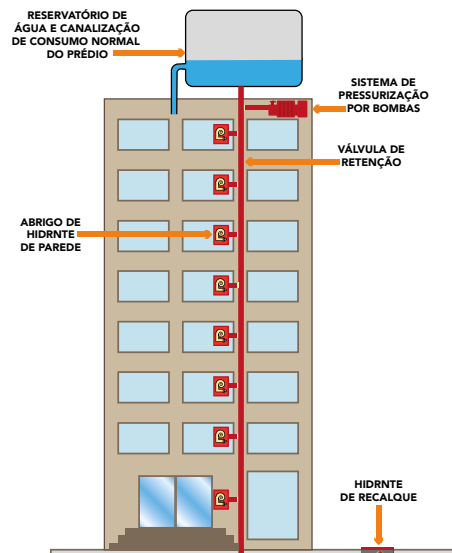 RESERVATÓRIO DE
ÁGUA E CANALIZAÇÃO
DE CONSUMO NORMAL
DO PRÉDIO
SISTEMA DE
PRESSURIZAÇÃO
POR BOMBAS
VÁLVULA DE
RETENÇÃO
ABRIGO DE
HIDRNTE
DE PAREDE
HIDRNTE
DE RECALQUE